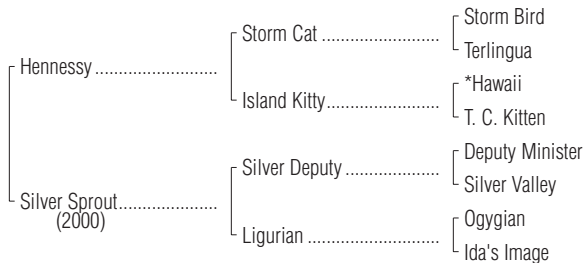 Storm Bird
Storm Cat ........................
Terlingua
Hennessy .........................
*Hawaii
Island Kitty.......................
T. C. Kitten
Deputy Minister
Silver Deputy ...................
Silver Valley
Silver Sprout....................
(2000)
Ogygian
Ligurian ...........................
Ida's Image